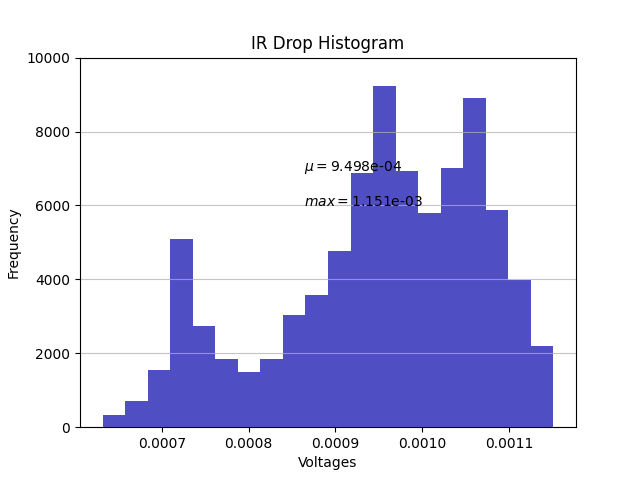 IR Drop Histogram
10000
8000
6000
4000
2000
0
Frequency
μ = 9.498e-04
max = 1.151e-03
0.0007 0.0008 0.0009 0.0010 0.0011
Voltages